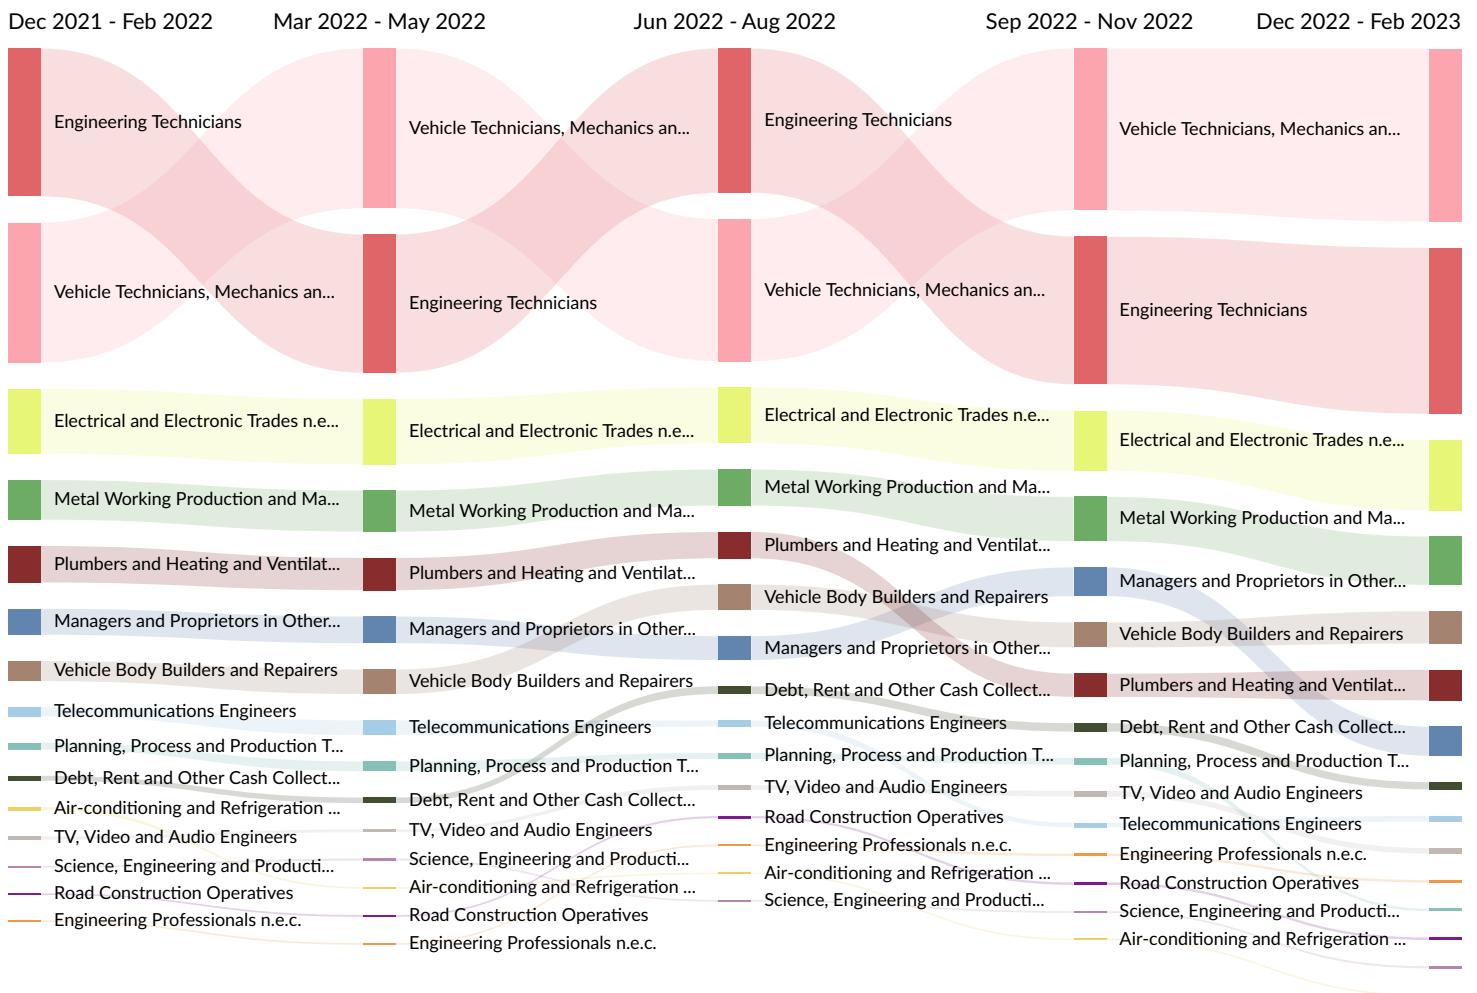 Dec 2021 - Feb 2022
Mar 2022 - May 2022
Jun 2022 - Aug 2022
Sep 2022 - Nov 2022
Dec 2022 - Feb 2023
Engineering Technicians
Vehicle Technicians, Mechanics an...
Electrical and Electronic Trades n.e...
Metal Working Production and Ma...
Plumbers and Heating and Ventilat...
Managers and Proprietors in Other...
Vehicle Body Builders and Repairers
Telecommunications Engineers
Planning, Process and Production T...
Debt, Rent and Other Cash Collect...
Air-conditioning and Refrigeration ...
TV, Video and Audio Engineers
Science, Engineering and Producti...
Road Construction Operatives
Engineering Professionals n.e.c.
Vehicle Technicians, Mechanics an...
Engineering Technicians
Electrical and Electronic Trades n.e...
Metal Working Production and Ma...
Plumbers and Heating and Ventilat...
Managers and Proprietors in Other...
Vehicle Body Builders and Repairers
Telecommunications Engineers
Planning, Process and Production T...
Debt, Rent and Other Cash Collect...
TV, Video and Audio Engineers
Science, Engineering and Producti...
Air-conditioning and Refrigeration ...
Road Construction Operatives
Engineering Professionals n.e.c.
Engineering Technicians
Vehicle Technicians, Mechanics an...
Electrical and Electronic Trades n.e...
Metal Working Production and Ma...
Plumbers and Heating and Ventilat...
Vehicle Body Builders and Repairers
Managers and Proprietors in Other...
Debt, Rent and Other Cash Collect...
Telecommunications Engineers
Planning, Process and Production T...
TV, Video and Audio Engineers
Road Construction Operatives
Engineering Professionals n.e.c.
Air-conditioning and Refrigeration ...
Science, Engineering and Producti...
Vehicle Technicians, Mechanics an...
Engineering Technicians
Electrical and Electronic Trades n.e...
Metal Working Production and Ma...
Managers and Proprietors in Other...
Vehicle Body Builders and Repairers
Plumbers and Heating and Ventilat...
Debt, Rent and Other Cash Collect...
Planning, Process and Production T...
TV, Video and Audio Engineers
Telecommunications Engineers
Engineering Professionals n.e.c.
Road Construction Operatives
Science, Engineering and Producti...
Air-conditioning and Refrigeration ...